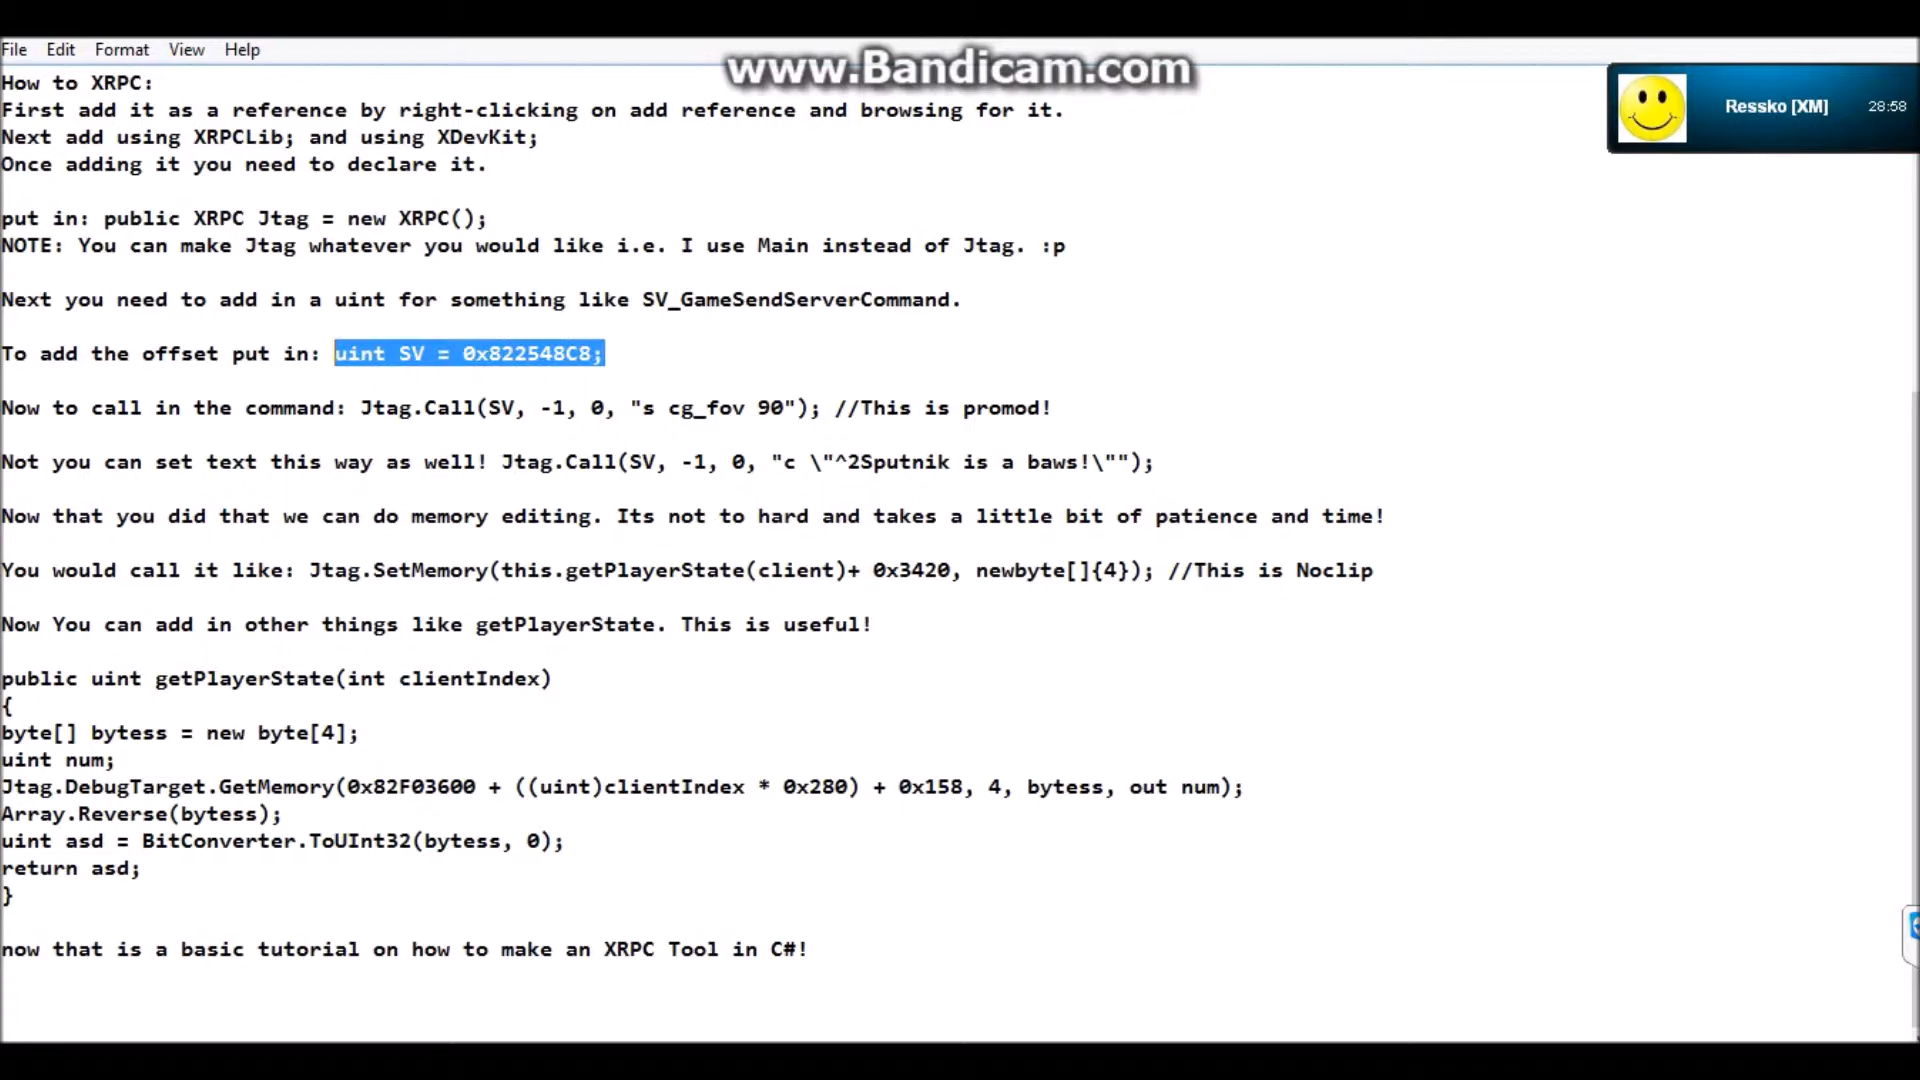 www.Bandicam.com
File Edit Format View Help
How to XRPC:
First add it as a reference by right-clicking on add reference and browsing for it.
Next add using XRPCLib; and using XDevKit;
Once adding it you need to declare it.
put in: public XRPC Jtag = new XRPC();
NOTE: You can make Jtag whatever you would like i.e. I use Main instead of Jtag. :p
Next you need to add in a uint for something like SV_GameSendServerCommand.
To add the offset put in: uint SV = 0x822548C8;
Now to call in the command: Jtag.Call(SV, -1, 0, "s cg_fov 90"); //This is promod!
Not you can set text this way as well! Jtag.Call(SV, -1, 0, "c \"^2Sputnik is a baws!\"");
Now that you did that we can do memory editing. Its not to hard and takes a little bit of patience and time!
You would call it like: Jtag.SetMemory(this.getPlayerState(client)+ 0x3420, newbyte[]{4}); //This is Noclip
Now You can add in other things like getPlayerState. This is useful!
public uint getPlayerState(int clientIndex)
{
byte[] bytess = new byte[4];
uint num;
Jtag.DebugTarget.GetMemory(0x82F03600 + ((uint)clientIndex * 0x280) + 0x158, 4, bytess, out num);
Array.Reverse(bytess);
uint asd = BitConverter.ToUInt32(bytess, 0);
return asd;
}
now that is a basic tutorial on how to make an XRPC Tool in C#!
Ressko [XM] 28:58